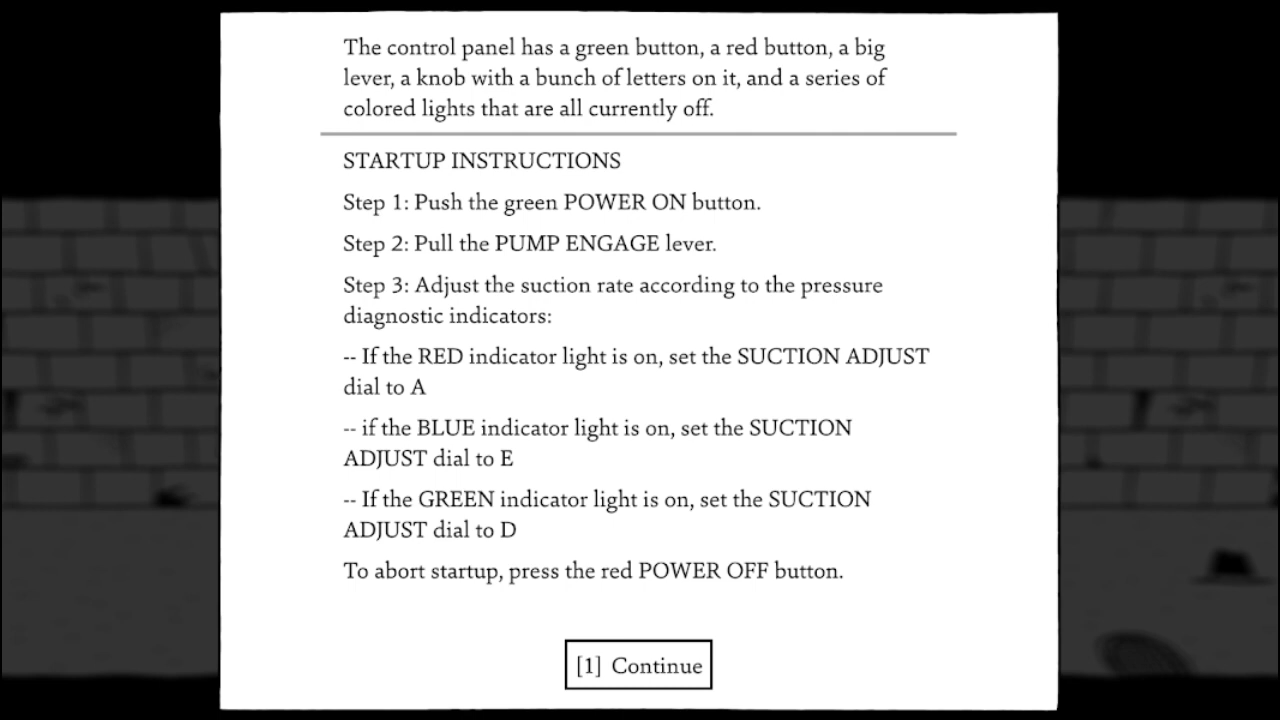 The control panel has a green button, a red button, a big
lever, a knob with a bunch of letters on it, and a series of
colored lights that are all currently off.
STARTUP INSTRUCTIONS
Step 1: Push the green POWER ON button.
Step 2: Pull the PUMP ENGAGE lever.
Step 3: Adjust the suction rate according to the pressure
diagnostic indicators:
-- If the RED indicator light is on, set the SUCTION ADJUST
dial to A
-- if the BLUE indicator light is on, set the SUCTION
ADJUST dial to E
-- If the GREEN indicator light is on, set the SUCTION
ADJUST dial to D
To abort startup, press the red POWER OFF button.
[1] Continue